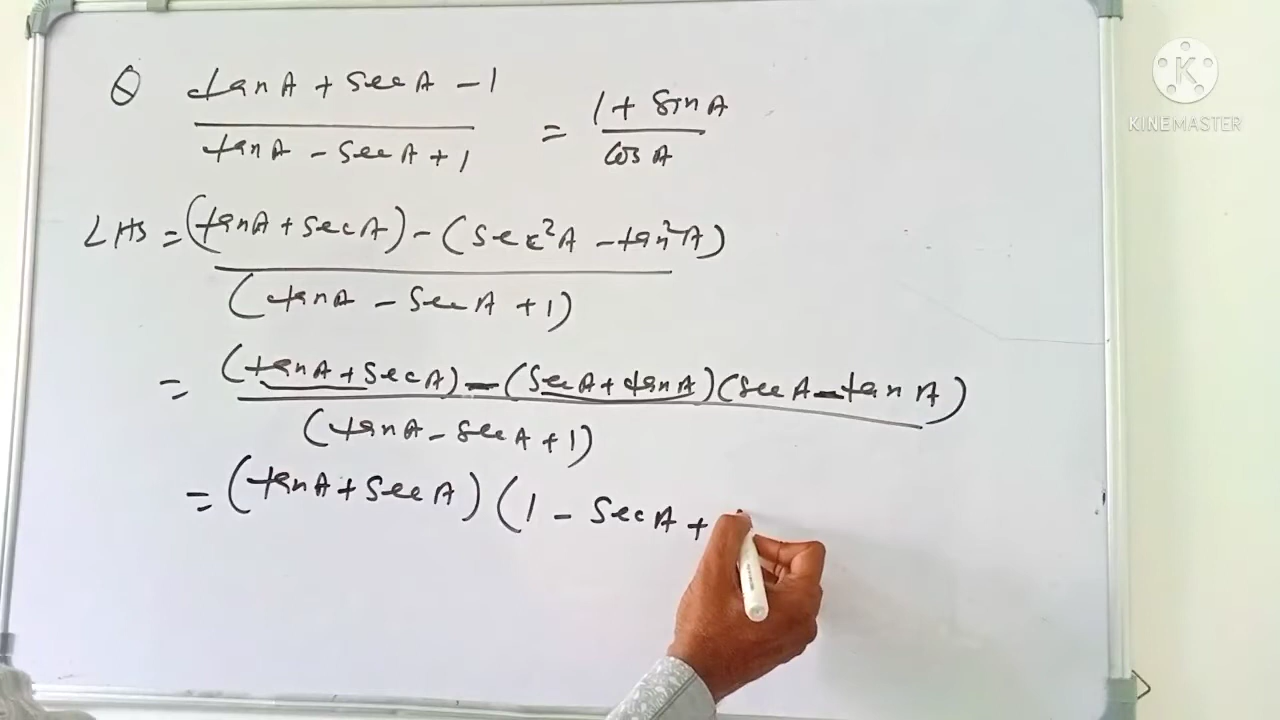 Q tanA + secA - 1
tanA - secA + 1
= 1 + sinA
cosA
LHS = (tanA + secA) - (sec²A - tan²A)
(tanA - secA + 1)
= (tanA + secA) - (secA + tanA)(secA - tanA)
(tanA - secA + 1)
= (tanA + secA) (1 - secA +
K
KINEMASTER